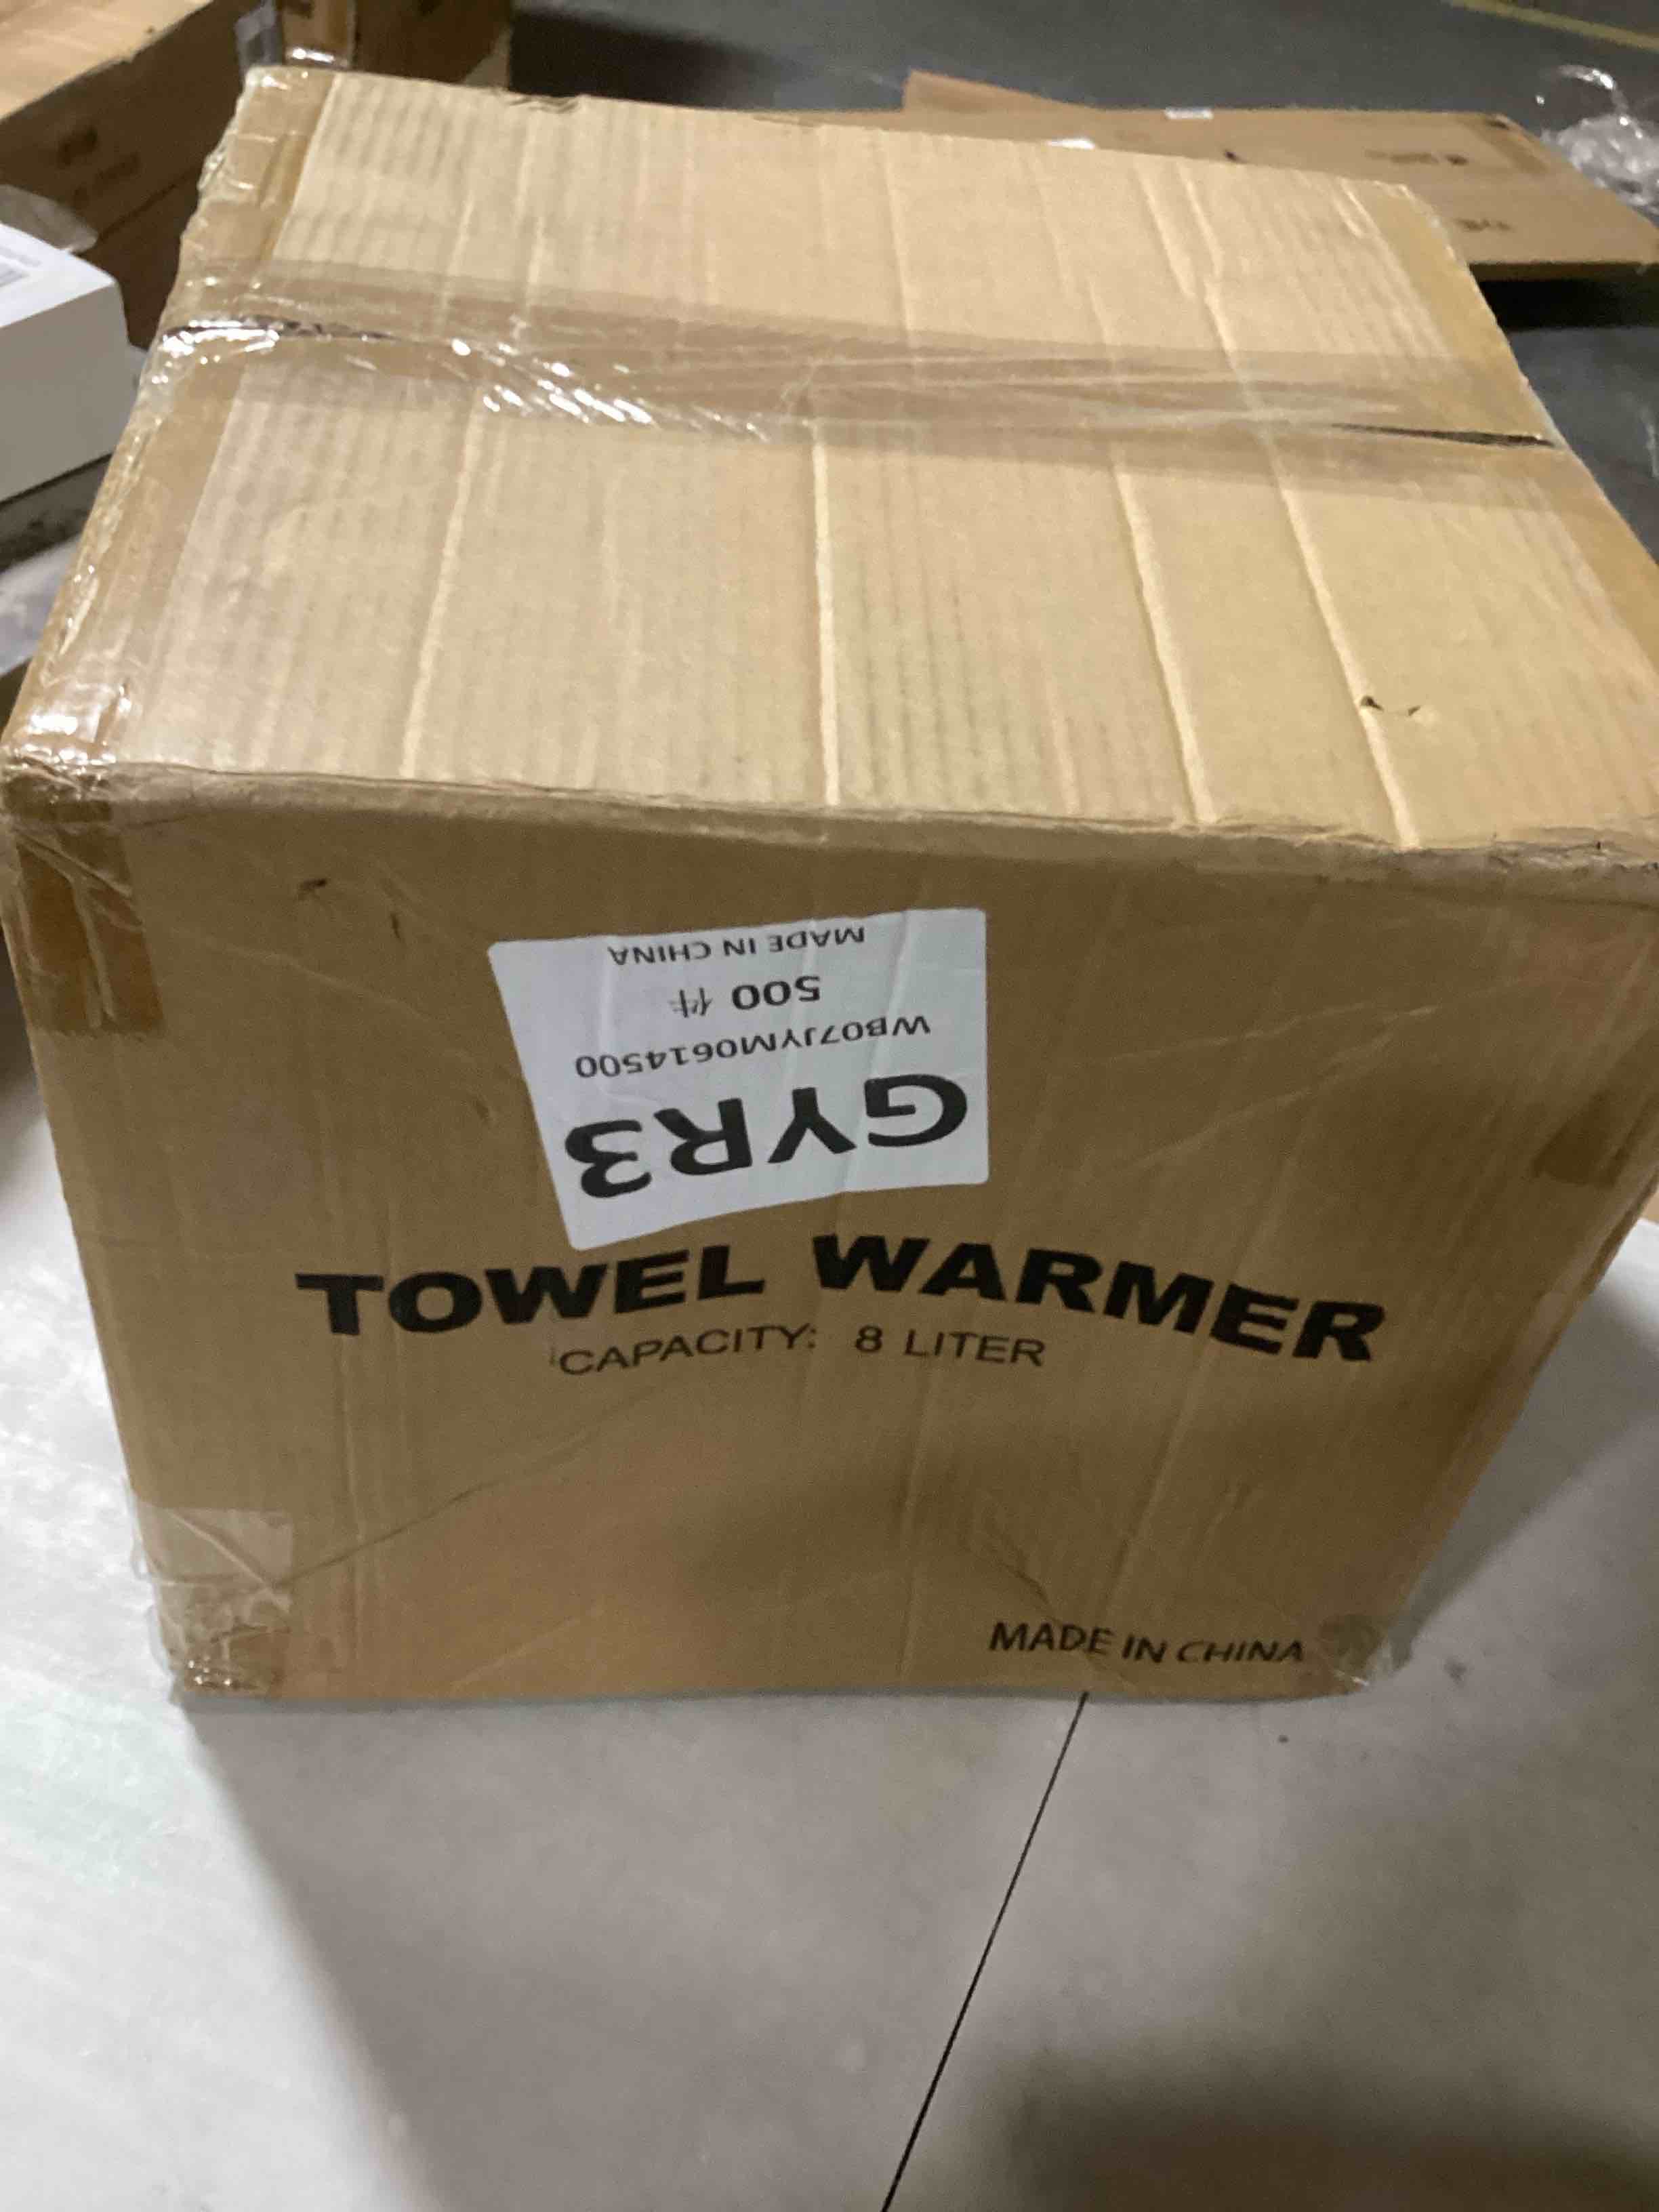 GYR3
WB07JYM0614500
500 件
MADE IN CHINA
TOWEL WARMER
CAPACITY: 8 LITER
MADE IN CHINA